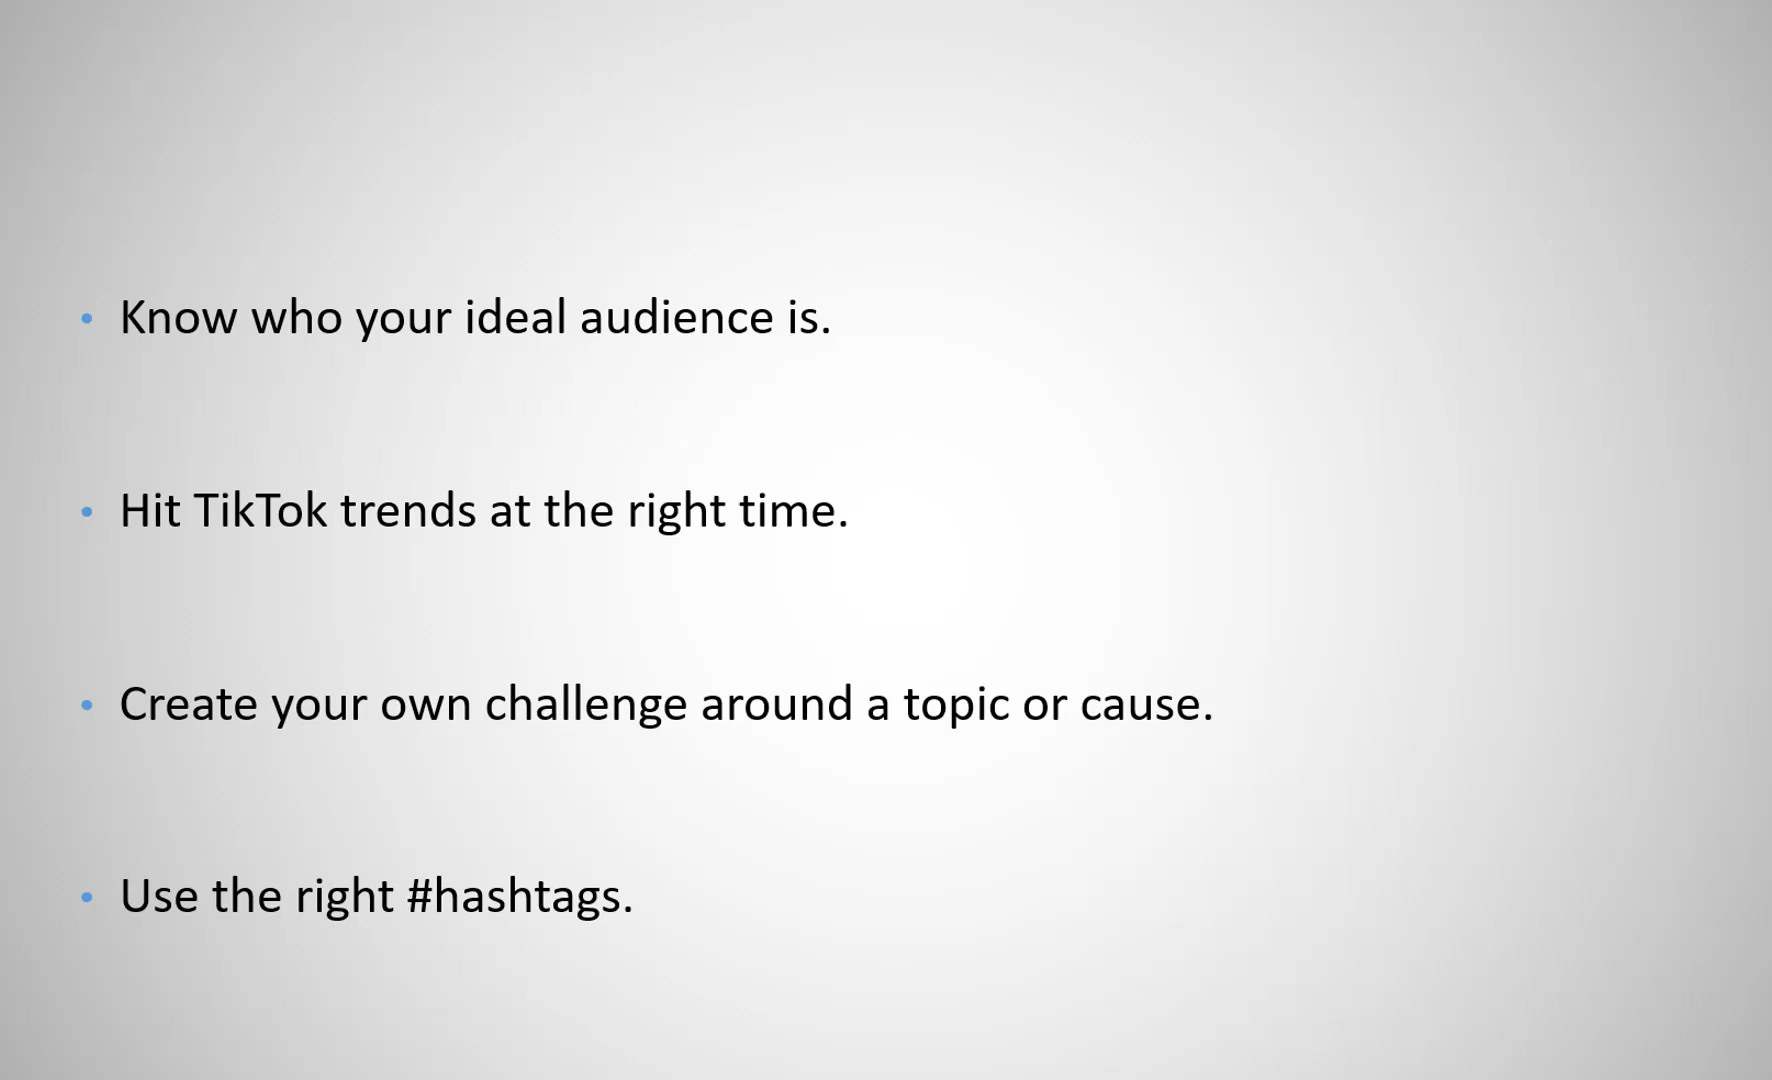 • Know who your ideal audience is.
• Hit TikTok trends at the right time.
• Create your own challenge around a topic or cause.
• Use the right #hashtags.